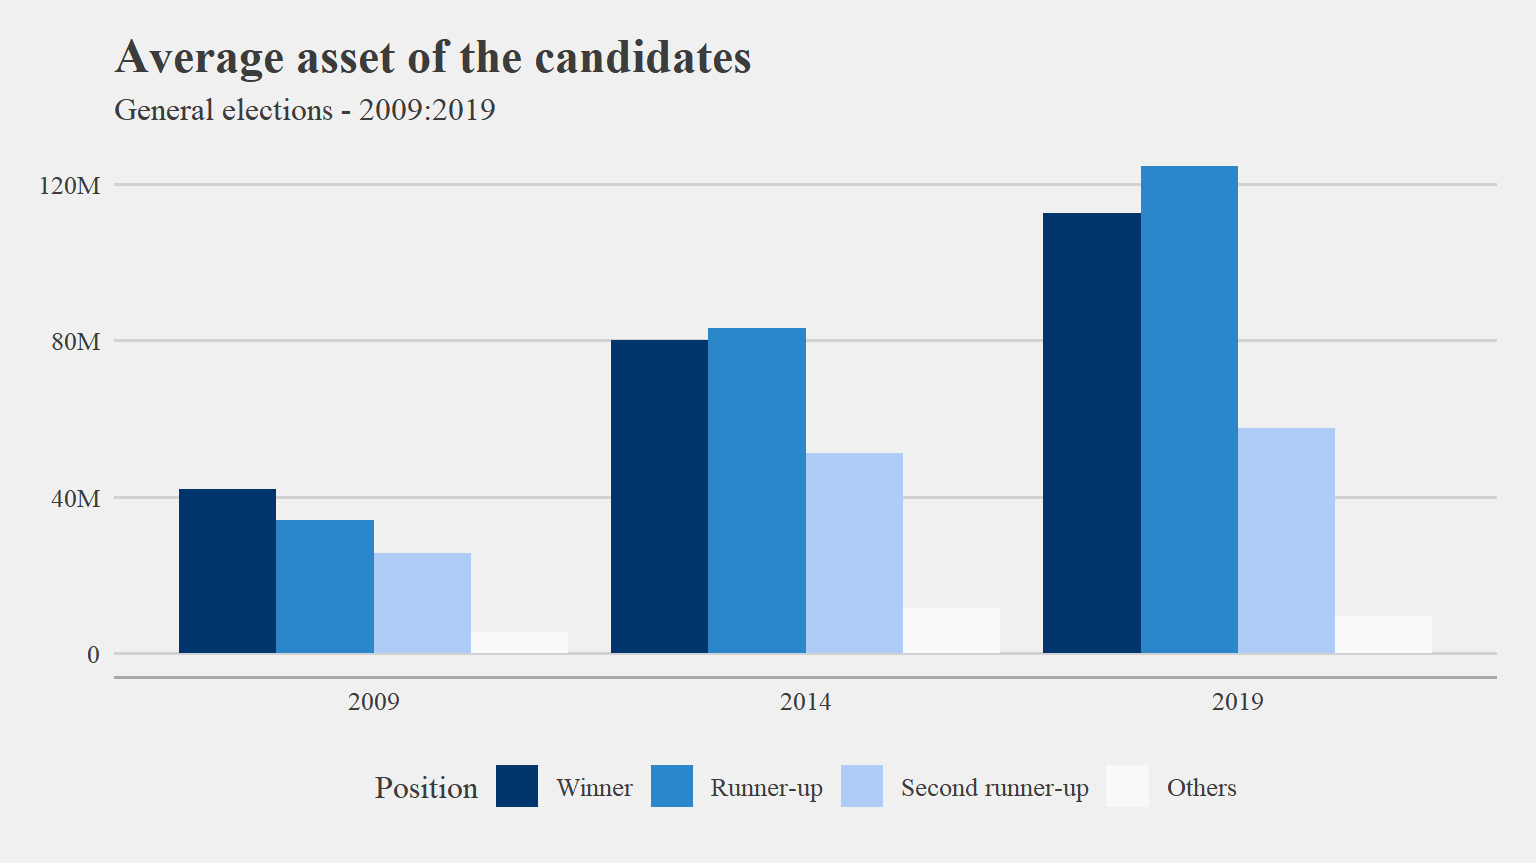 Average asset of the candidates
General elections - 2009:2019
120M
80M
40M
0
2009 2014 2019
Position Winner Runner-up Second runner-up Others